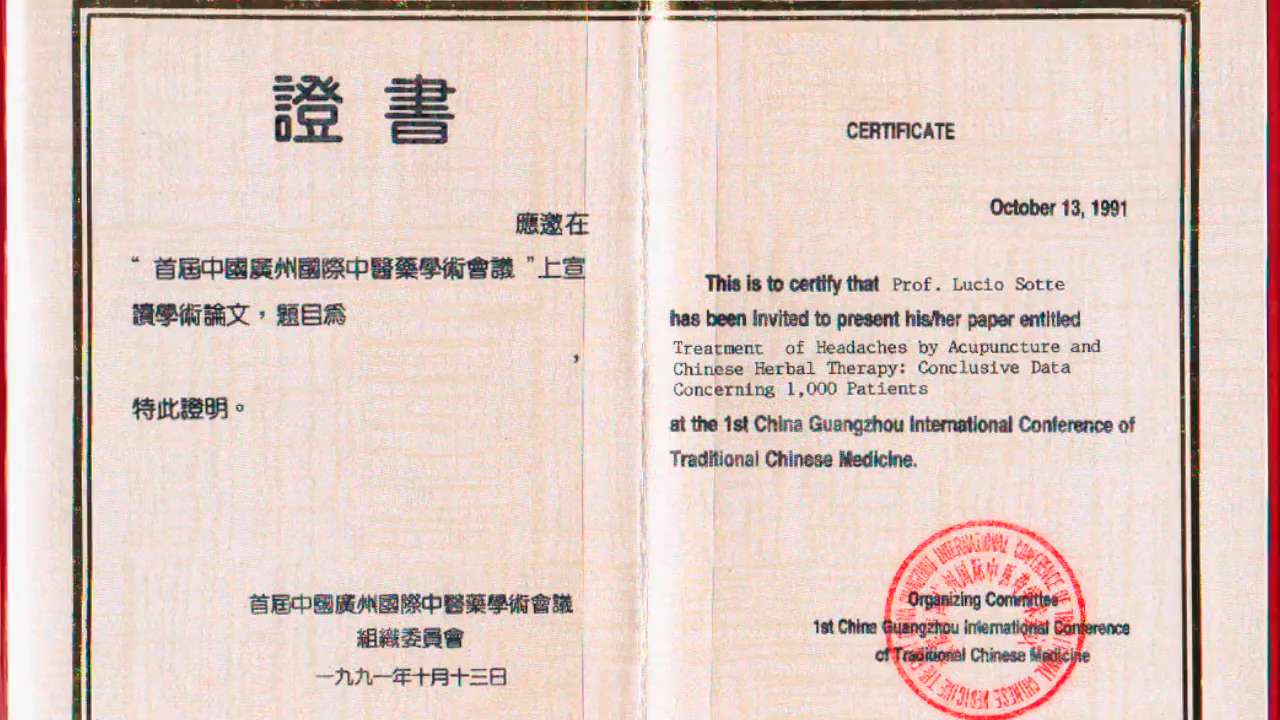 證書
應邀在
“首屆中國廣州國際中醫藥學術會議”上宣
讀學術論文，題目爲
，
特此證明。
首屆中國廣州國際中醫藥學術會議
組織委員會
一九九一年十月十三日
CERTIFICATE
October 13, 1991
This is to certify that Prof. Lucio Sotte
has been invited to present his/her paper entitled
Treatment of Headaches by Acupuncture and
Chinese Herbal Therapy: Conclusive Data
Concerning 1,000 Patients
at the 1st China Guangzhou International Conference of
Traditional Chinese Medicine.
Organizing Committee
1st China Guangzhou International Conference
of Traditional Chinese Medicine